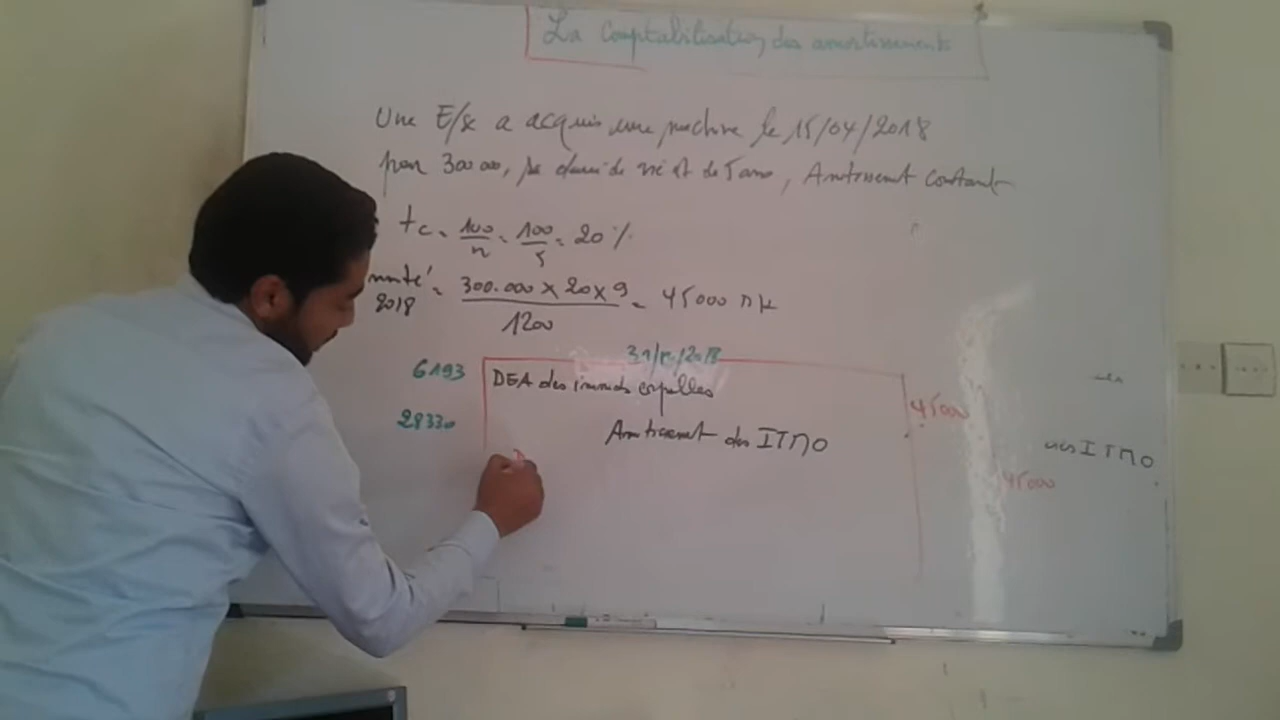 La comptabilisation des amortissements
Une E/se a acquis une machine le 15/04/2018
pour 300 000, sa durée de vie est de 5 ans, Amortissement constant
tc = 100/n = 100/5 = 20 %
nuité 2018 = 300.000 x 20 x 9 / 1200 = 45000 DH
31/12/2018
6193 DEA des immob corpelles 45000
28330 Amortissement des ITMO 45000
ITMO